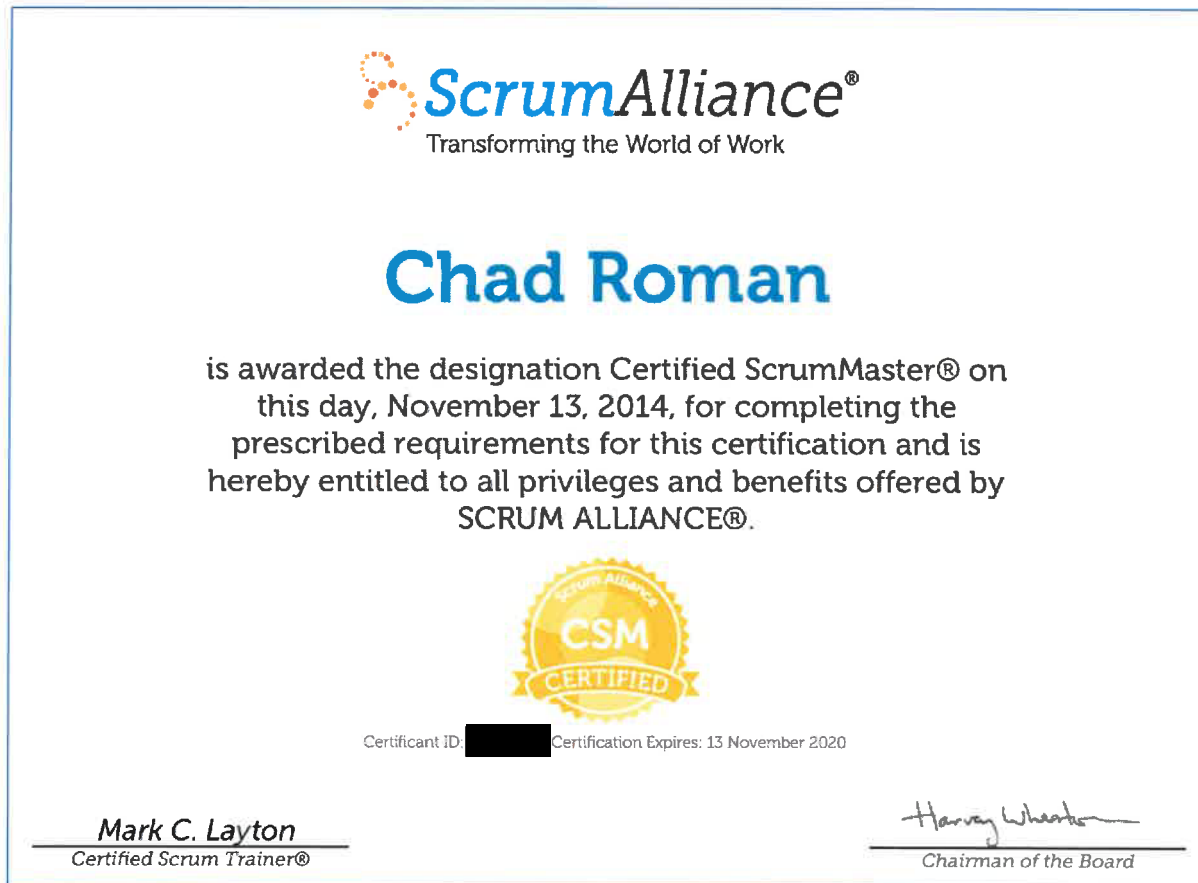 ScrumAlliance®
Transforming the World of Work
Chad Roman
is awarded the designation Certified ScrumMaster® on
this day, November 13, 2014, for completing the
prescribed requirements for this certification and is
hereby entitled to all privileges and benefits offered by
SCRUM ALLIANCE®.
Scrum Alliance
CSM
CERTIFIED
Certificant ID: Certification Expires: 13 November 2020
Mark C. Layton
Certified Scrum Trainer®
Harvey Wheaton
Chairman of the Board